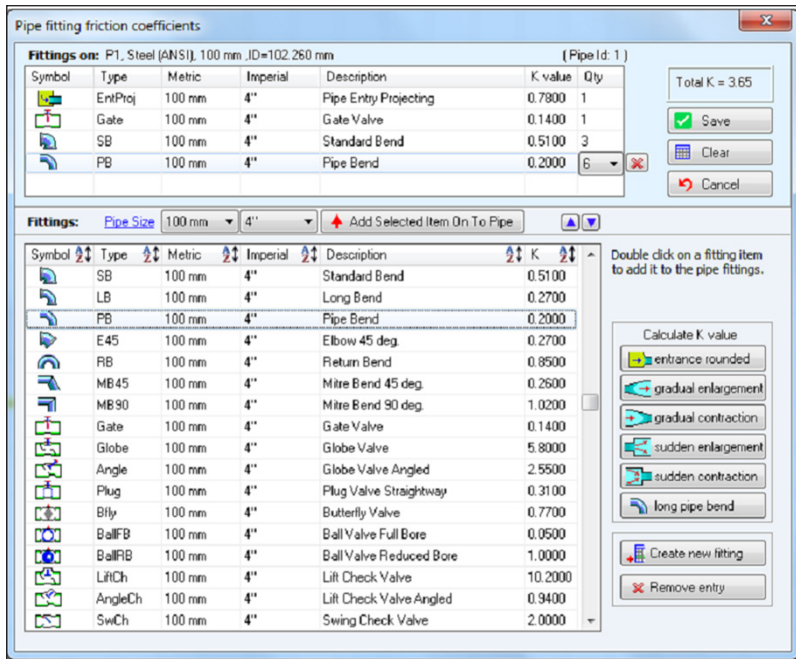 Pipe fitting friction coefficients
Fittings on: P1, Steel (ANSI), 100 mm ,ID=102.260 mm ( Pipe Id: 1 )
Symbol Type Metric Imperial Description K value Qty
EntProj 100 mm 4" Pipe Entry Projecting 0.7800 1
Gate 100 mm 4" Gate Valve 0.1400 1
SB 100 mm 4" Standard Bend 0.5100 3
PB 100 mm 4" Pipe Bend 0.2000 6
Total K = 3.65
Save
Clear
Cancel
Fittings: Pipe Size 100 mm 4" Add Selected Item On To Pipe
Symbol Type Metric Imperial Description K
SB 100 mm 4" Standard Bend 0.5100
LB 100 mm 4" Long Bend 0.2700
PB 100 mm 4" Pipe Bend 0.2000
E45 100 mm 4" Elbow 45 deg. 0.2700
RB 100 mm 4" Return Bend 0.8500
MB45 100 mm 4" Mitre Bend 45 deg. 0.2600
MB90 100 mm 4" Mitre Bend 90 deg. 1.0200
Gate 100 mm 4" Gate Valve 0.1400
Globe 100 mm 4" Globe Valve 5.8000
Angle 100 mm 4" Globe Valve Angled 2.5500
Plug 100 mm 4" Plug Valve Straightway 0.3100
Bfly 100 mm 4" Butterfly Valve 0.7700
BallFB 100 mm 4" Ball Valve Full Bore 0.0500
BallRB 100 mm 4" Ball Valve Reduced Bore 1.0000
LiftCh 100 mm 4" Lift Check Valve 10.2000
AngleCh 100 mm 4" Lift Check Valve Angled 0.9400
SwCh 100 mm 4" Swing Check Valve 2.0000
Double click on a fitting item
to add it to the pipe fittings.
Calculate K value
entrance rounded
gradual enlargement
gradual contraction
sudden enlargement
sudden contraction
long pipe bend
Create new fitting
Remove entry